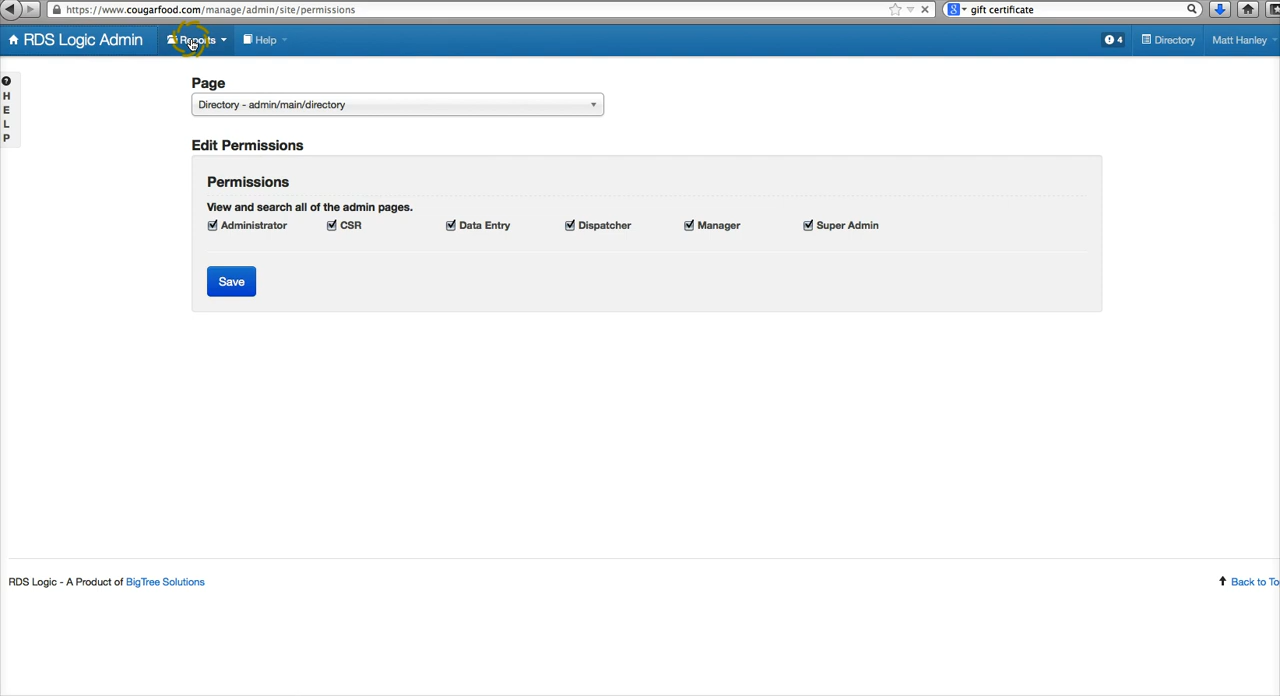 https://www.cougarfood.com/manage/admin/site/permissions
gift certificate
RDS Logic Admin
Reports
Help
4
Directory
Matt Hanley
H
E
L
P
Page
Directory - admin/main/directory
Edit Permissions
Permissions
View and search all of the admin pages.
Administrator CSR Data Entry Dispatcher Manager Super Admin
Save
RDS Logic - A Product of BigTree Solutions
Back to To